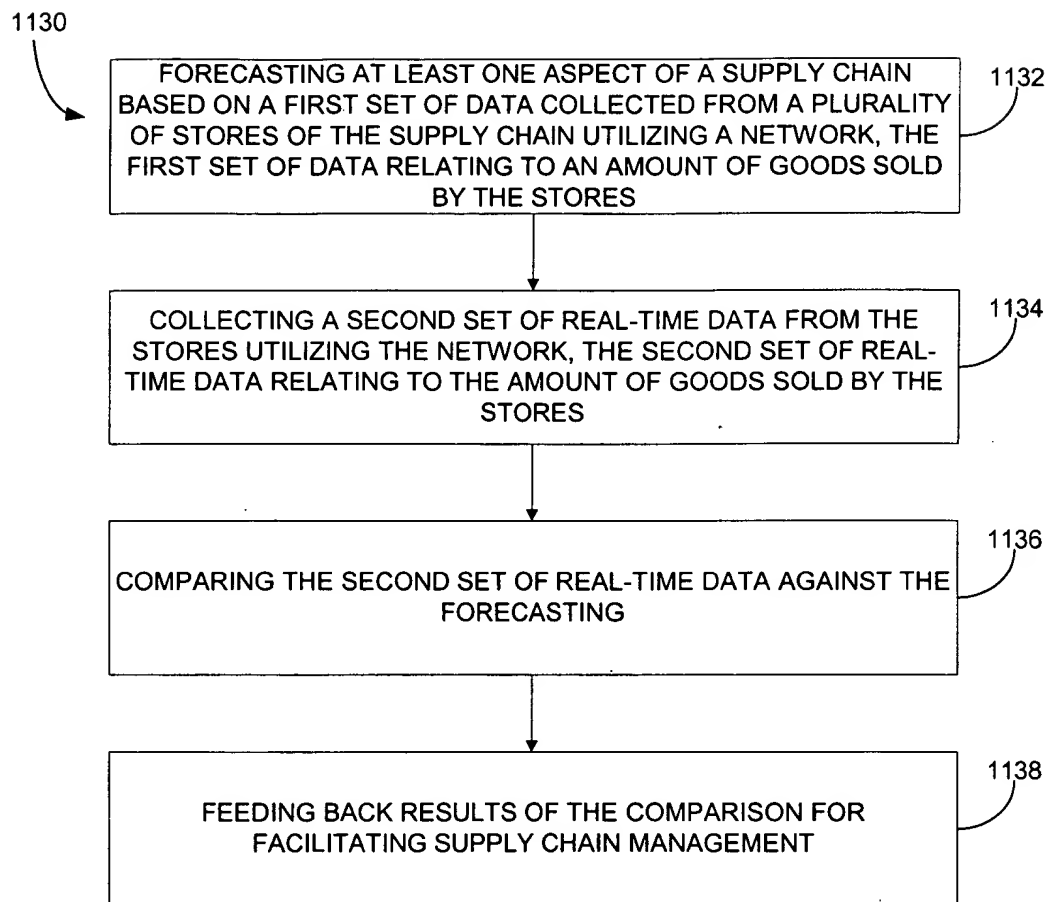 1130
FORECASTING AT LEAST ONE ASPECT OF A SUPPLY CHAIN
BASED ON A FIRST SET OF DATA COLLECTED FROM A PLURALITY
OF STORES OF THE SUPPLY CHAIN UTILIZING A NETWORK, THE
FIRST SET OF DATA RELATING TO AN AMOUNT OF GOODS SOLD
BY THE STORES
1132
COLLECTING A SECOND SET OF REAL-TIME DATA FROM THE
STORES UTILIZING THE NETWORK, THE SECOND SET OF REAL-
TIME DATA RELATING TO THE AMOUNT OF GOODS SOLD BY THE
STORES
1134
COMPARING THE SECOND SET OF REAL-TIME DATA AGAINST THE
FORECASTING
1136
FEEDING BACK RESULTS OF THE COMPARISON FOR
FACILITATING SUPPLY CHAIN MANAGEMENT
1138